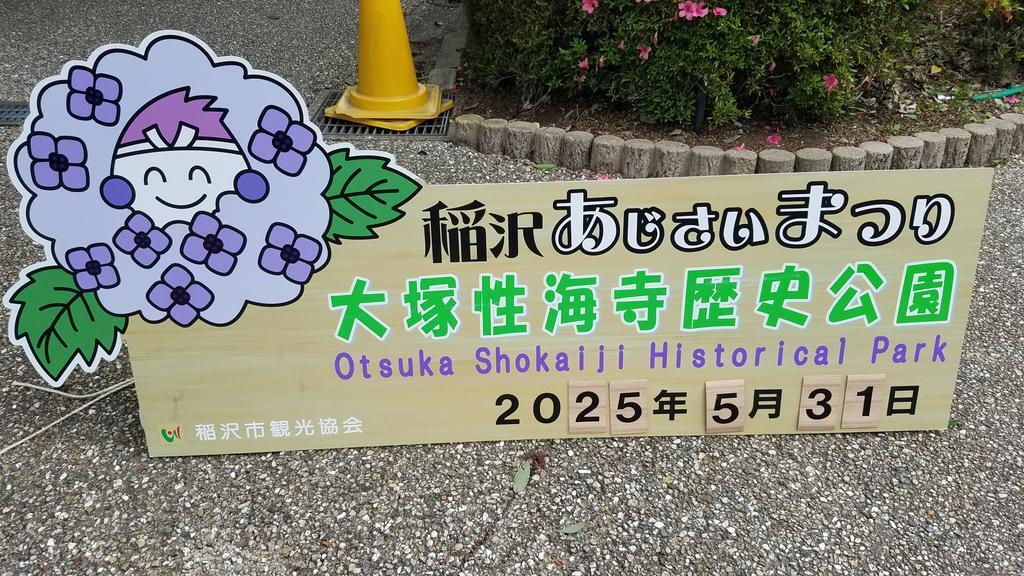 稲沢あじさいまつり
大塚性海寺歴史公園
Otsuka Shokaiji Historical Park
2025年5月31日
稲沢市観光協会